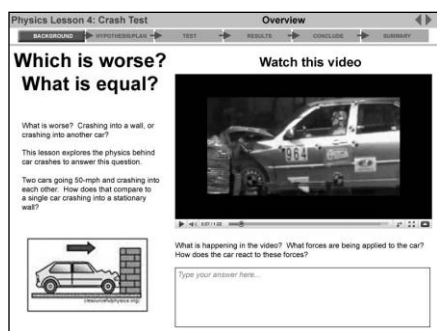 Physics Lesson 4: Crash Test
Overview
BACKGROUND
HYPOTHESIS/PLAN
TEST
RESULTS
CONCLUDE
SUMMARY
Which is worse?
What is equal?
What is worse? Crashing into a wall, or
crashing into another car?
This lesson explores the physics behind
car crashes to answer this question.
Two cars going 50-mph and crashing into
each other. How does that compare to
a single car crashing into a stationary
wall?
Watch this video
964
What is happening in the video? What forces are being applied to the car?
How does the car react to these forces?
Type your answer here...